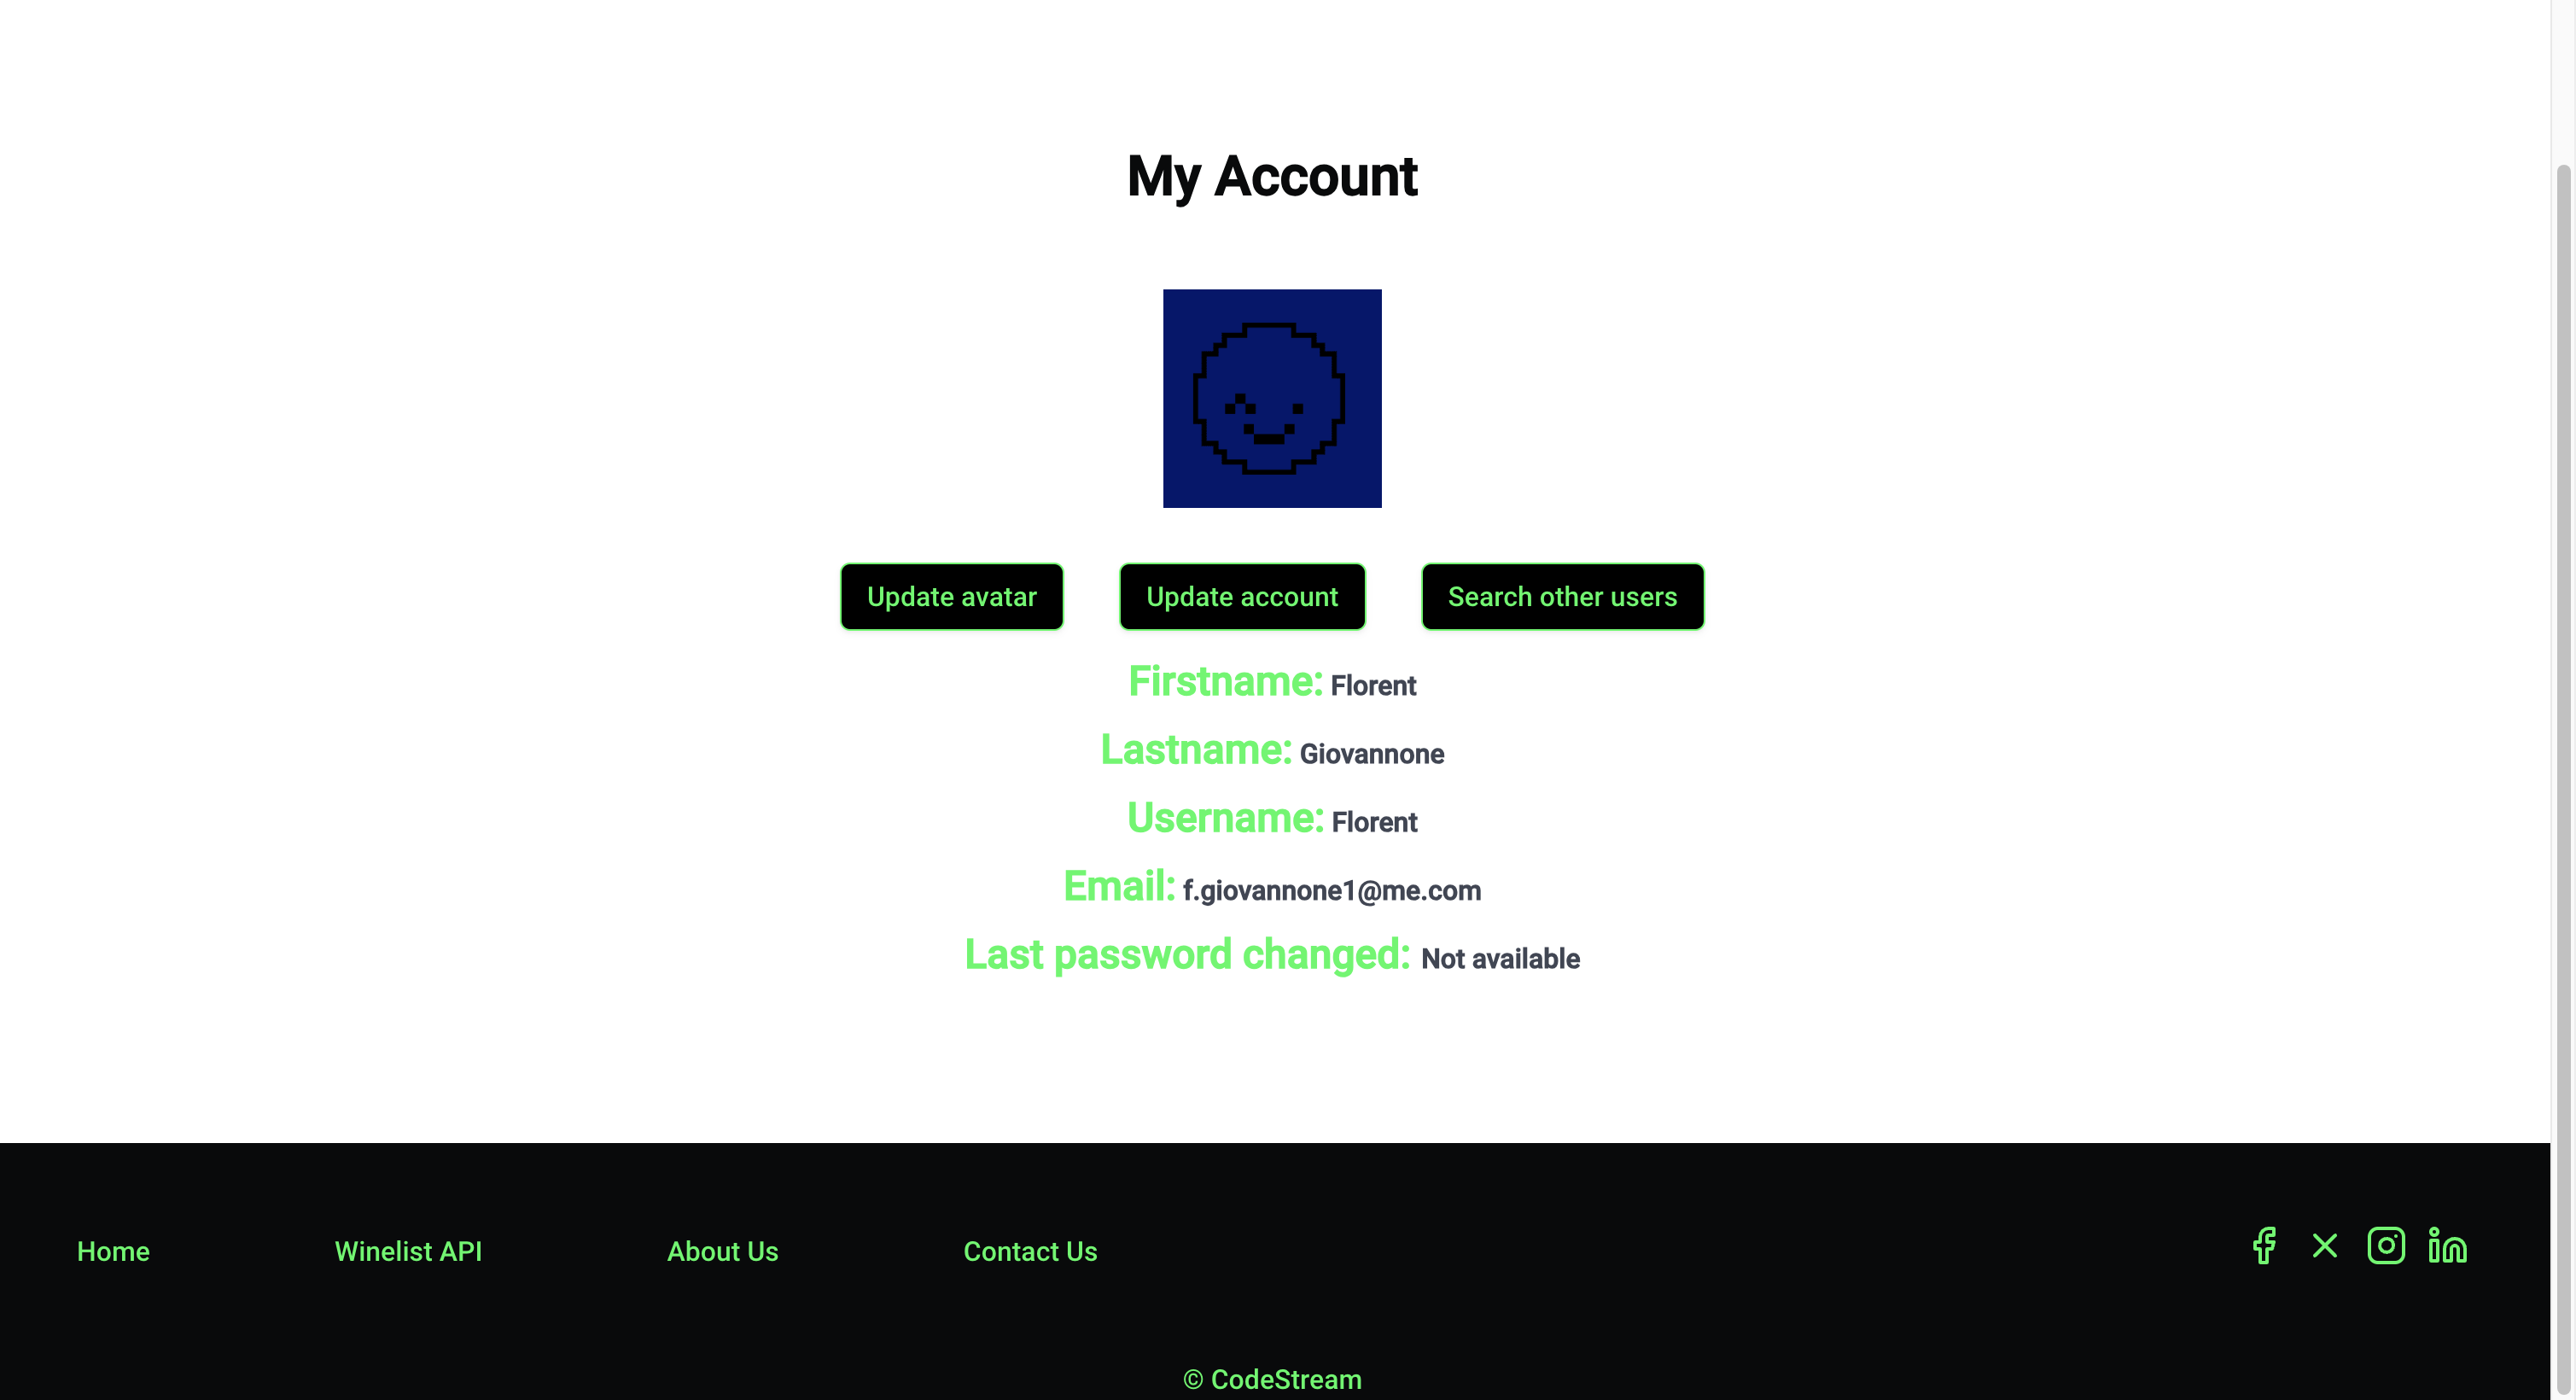 My Account
Update avatar Update account Search other users
Firstname: Florent
Lastname: Giovannone
Username: Florent
Email: f.giovannone1@me.com
Last password changed: Not available
Home Winelist API About Us Contact Us
© CodeStream